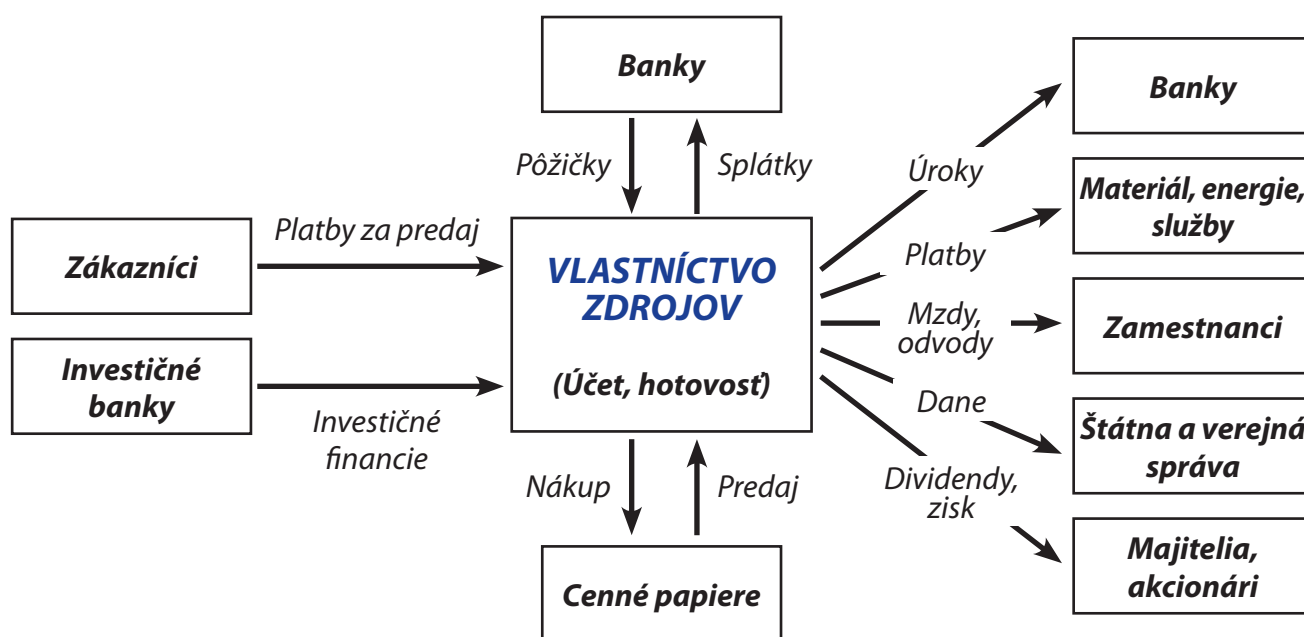 Banky
Pôžičky
Splátky
Zákazníci
Platby za predaj
Investičné
banky
Investičné
financie
VLASTNÍCTVO
ZDROJOV
(Účet, hotovosť)
Nákup
Predaj
Cenné papiere
Úroky
Banky
Platby
Materiál, energie,
služby
Mzdy,
odvody
Zamestnanci
Dane
Štátna a verejná
správa
Dividendy,
zisk
Majitelia,
akcionári